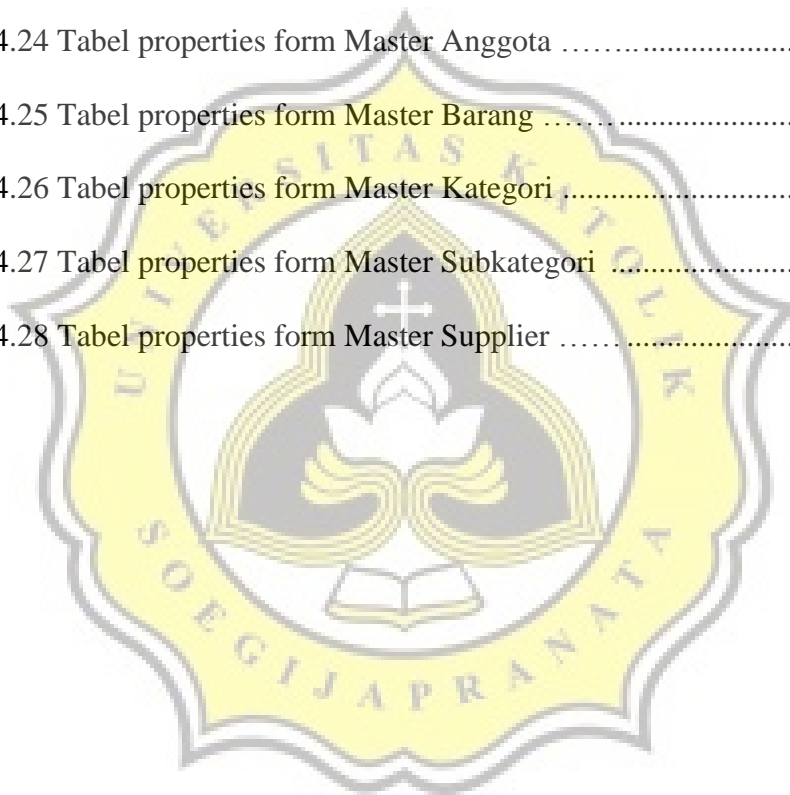 4.24 Tabel properties form Master Anggota ……......................
4.25 Tabel properties form Master Barang …….......................
4.26 Tabel properties form Master Kategori ..............................
4.27 Tabel properties form Master Subkategori ........................
4.28 Tabel properties form Master Supplier ……......................
UNIVERSITAS KATOLIK
SOEGIJAPRANATA